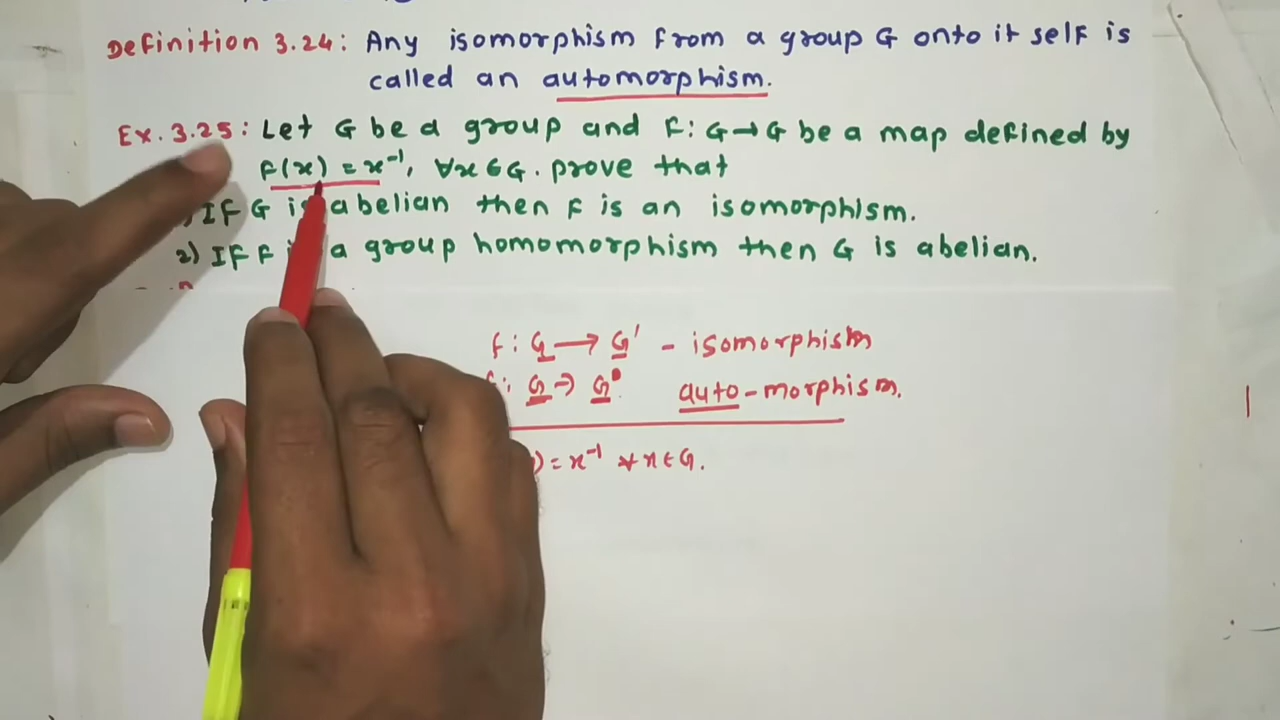 Definition 3.24: Any isomorphism from a group G onto it self is
called an automorphism.
Ex. 3.25: Let G be a group and F: G→G be a map defined by
F(x) = x⁻¹, ∀x∈G. prove that
If G is abelian then F is an isomorphism.
2) If F a group homomorphism then G is abelian.
f: G → G' - isomorphism
G → G auto-morphism.
) = x⁻¹ ∀ x ∈ G.